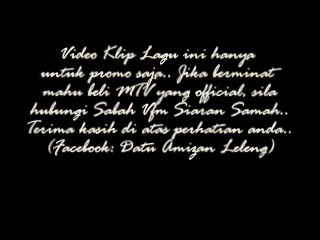 Video Klip Lagu ini hanya
untuk promo saja.. Jika berminat
mahu beli MTV yang official, sila
hubungi Sabah Vfm Siaran Samah..
Terima kasih di atas perhatian anda..
(Facebook: Datu Amizan Leleng)